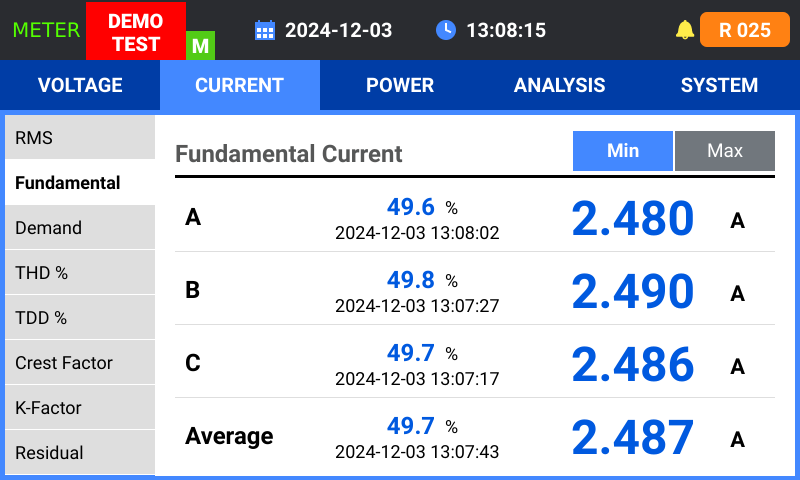 METER
DEMO
TEST
M
2024-12-03
13:08:15
R 025
VOLTAGE
CURRENT
POWER
ANALYSIS
SYSTEM
RMS
Fundamental
Demand
THD %
TDD %
Crest Factor
K-Factor
Residual
Fundamental Current
Min
Max
A
49.6 %
2024-12-03 13:08:02
2.480 A
B
49.8 %
2024-12-03 13:07:27
2.490 A
C
49.7 %
2024-12-03 13:07:17
2.486 A
Average
49.7 %
2024-12-03 13:07:43
2.487 A